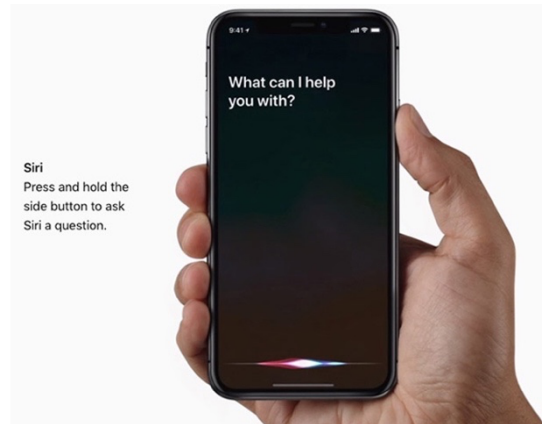 9:41
What can I help
you with?
Siri
Press and hold the
side button to ask
Siri a question.